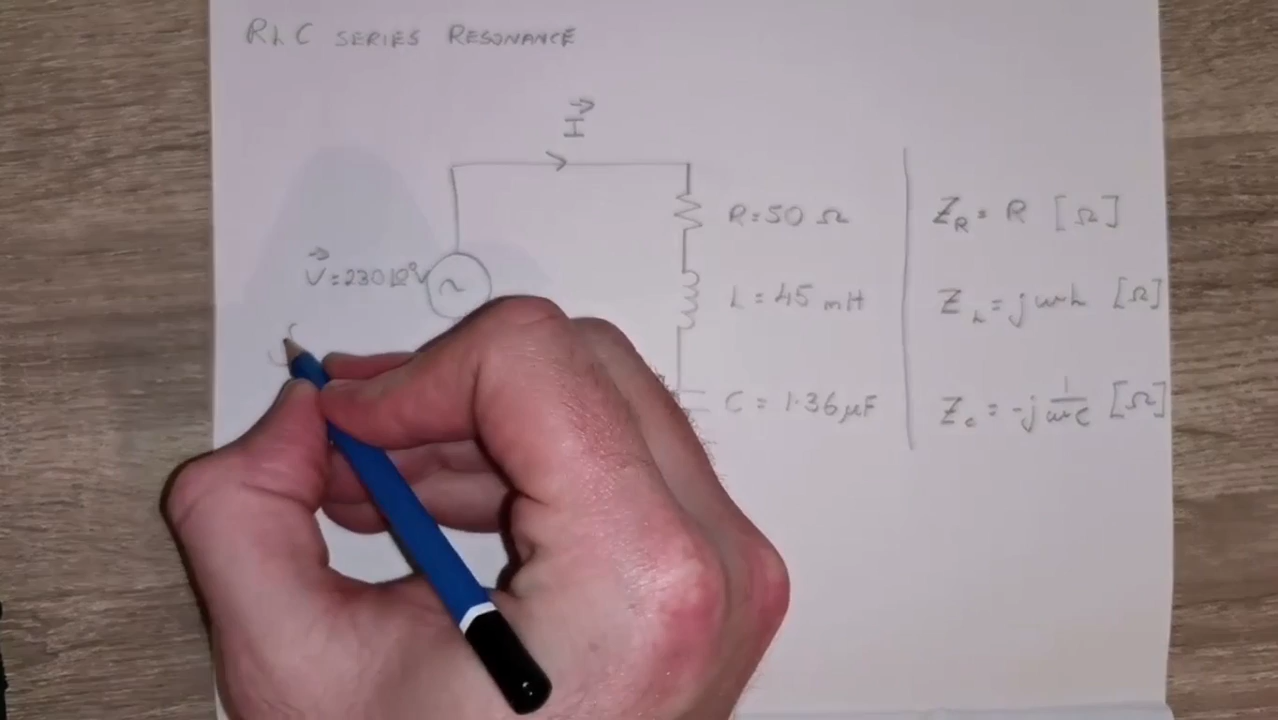 RLC SERIES RESONANCE
I⃗
V⃗ = 230∠0° V
~
R = 50 Ω
L = 45 mH
C = 1.36 μF
Z_R = R [Ω]
Z_L = jωL [Ω]
Z_C = -j 1/ωC [Ω]